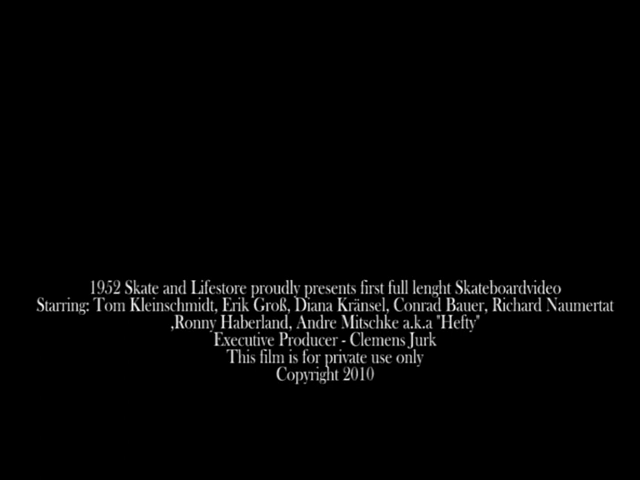 1952 Skate and Lifestore proudly presents first full lenght Skateboardvideo
Starring: Tom Kleinschmidt, Erik Groß, Diana Kränsel, Conrad Bauer, Richard Naumertat
,Ronny Haberland, Andre Mitschke a.k.a "Hefty"
Executive Producer - Clemens Jurk
This film is for private use only
Copyright 2010